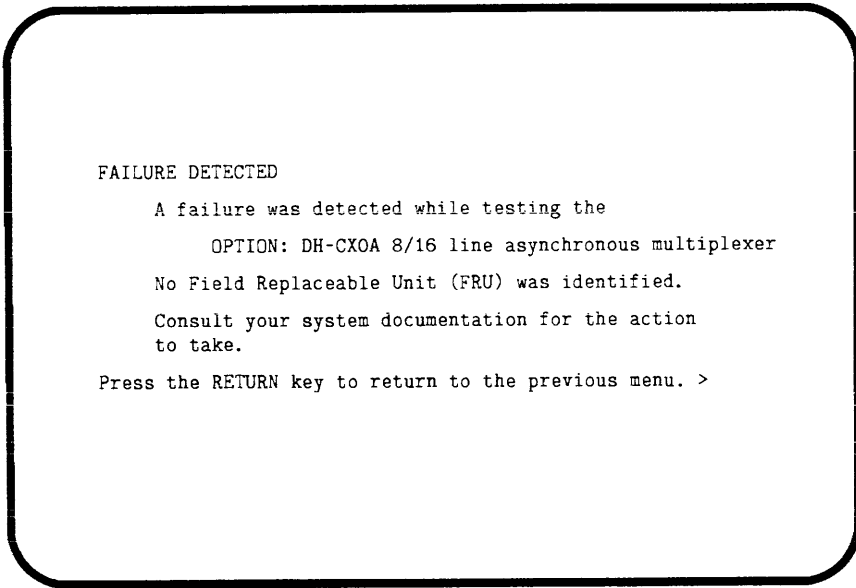 FAILURE DETECTED
A failure was detected while testing the
OPTION: DH-CXOA 8/16 line asynchronous multiplexer
No Field Replaceable Unit (FRU) was identified.
Consult your system documentation for the action
to take.
Press the RETURN key to return to the previous menu. >